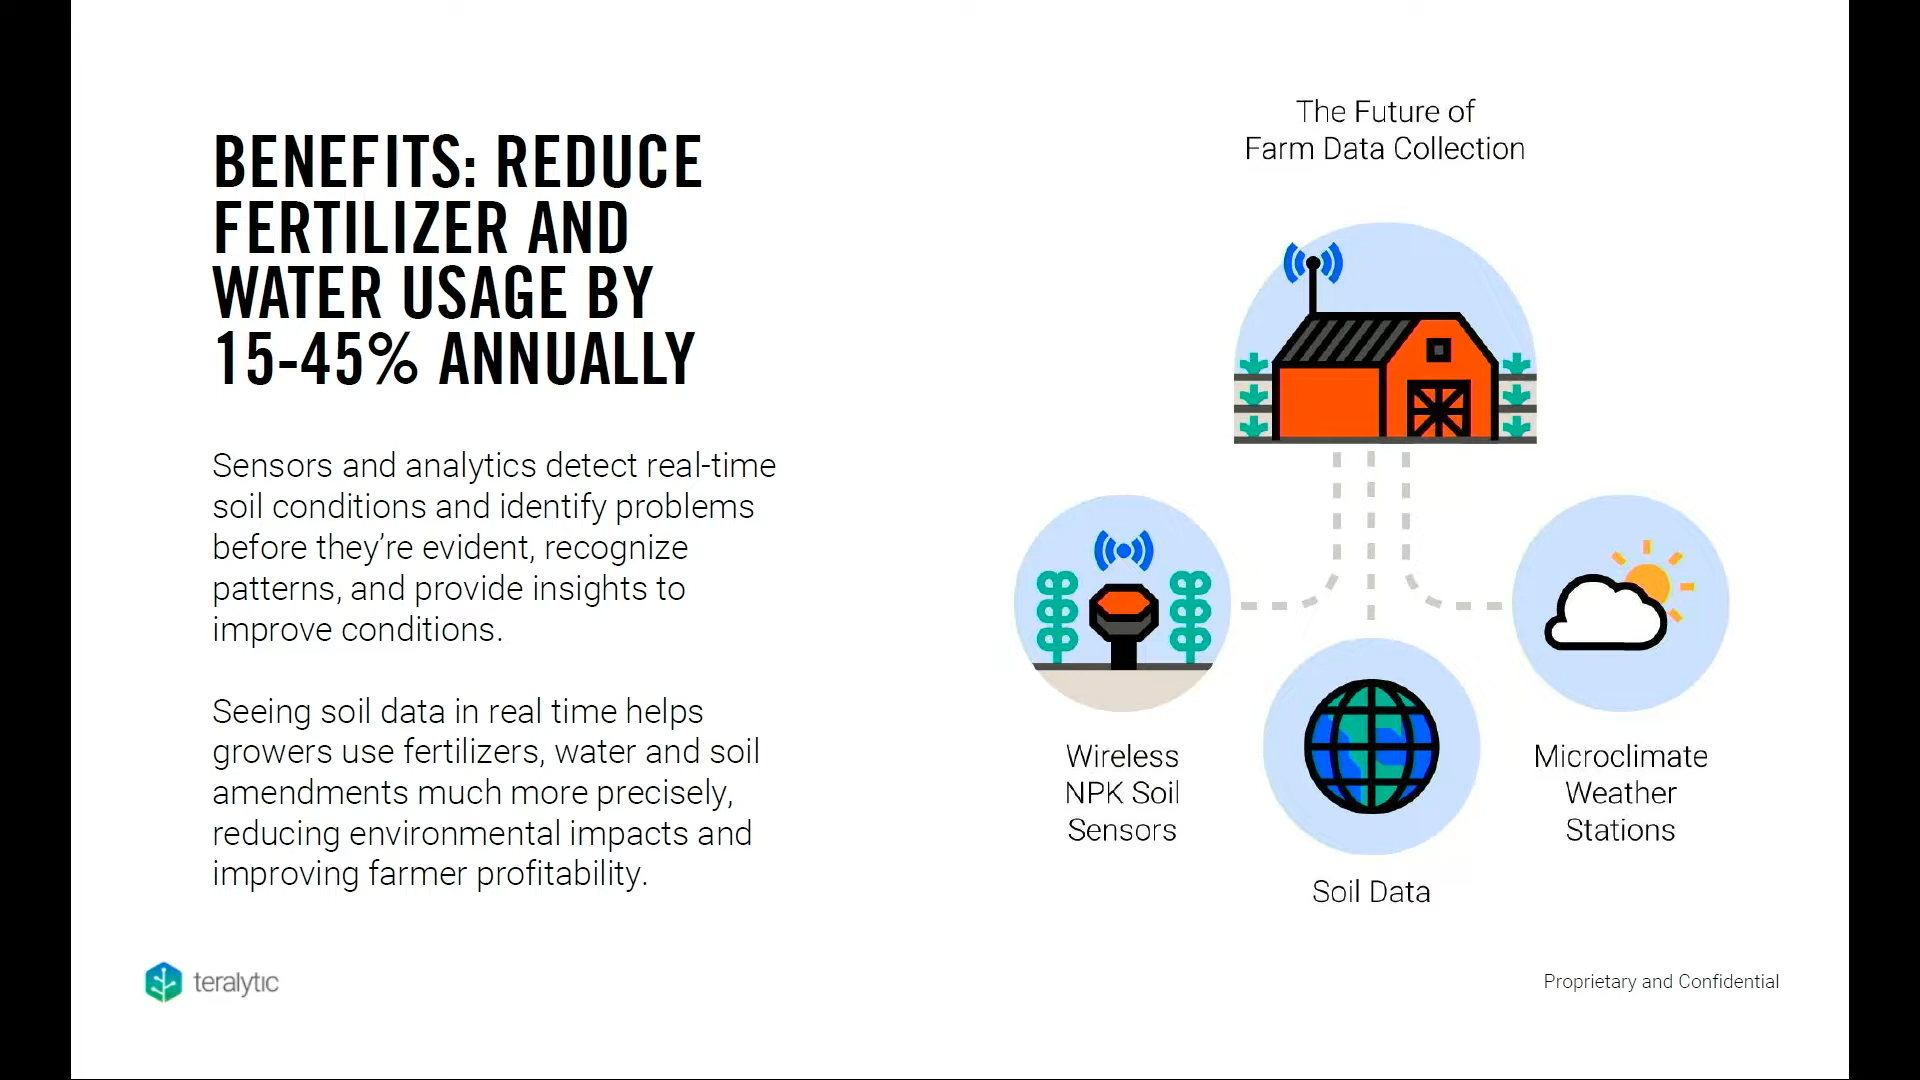 BENEFITS: REDUCE
FERTILIZER AND
WATER USAGE BY
15-45% ANNUALLY
Sensors and analytics detect real-time
soil conditions and identify problems
before they’re evident, recognize
patterns, and provide insights to
improve conditions.
Seeing soil data in real time helps
growers use fertilizers, water and soil
amendments much more precisely,
reducing environmental impacts and
improving farmer profitability.
The Future of
Farm Data Collection
Wireless
NPK Soil
Sensors
Soil Data
Microclimate
Weather
Stations
teralytic
Proprietary and Confidential